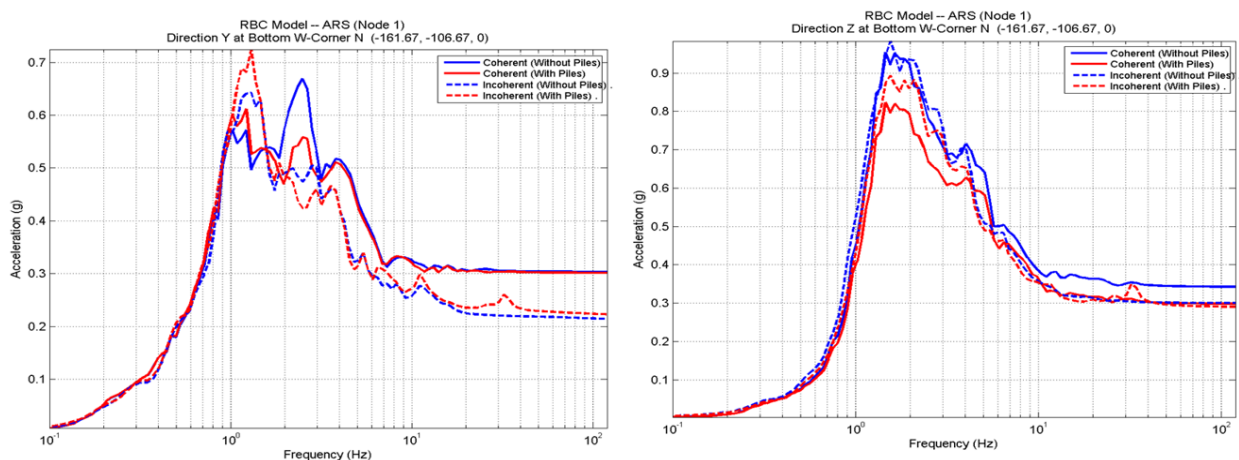 RBC Model -- ARS (Node 1)
Direction Y at Bottom W-Corner N (-161.67, -106.67, 0)
0.7
0.6
0.5
0.4
0.3
0.2
0.1
Acceleration (g)
Coherent (Without Piles)
Coherent (With Piles)
Incoherent (Without Piles) .
Incoherent (With Piles) .
10^-1
10^0
10^1
10^2
Frequency (Hz)
RBC Model -- ARS (Node 1)
Direction Z at Bottom W-Corner N (-161.67, -106.67, 0)
0.9
0.8
0.7
0.6
0.5
0.4
0.3
0.2
0.1
Acceleration (g)
Coherent (Without Piles)
Coherent (With Piles)
Incoherent (Without Piles)
Incoherent (With Piles) .
10^-1
10^0
10^1
10^2
Frequency (Hz)